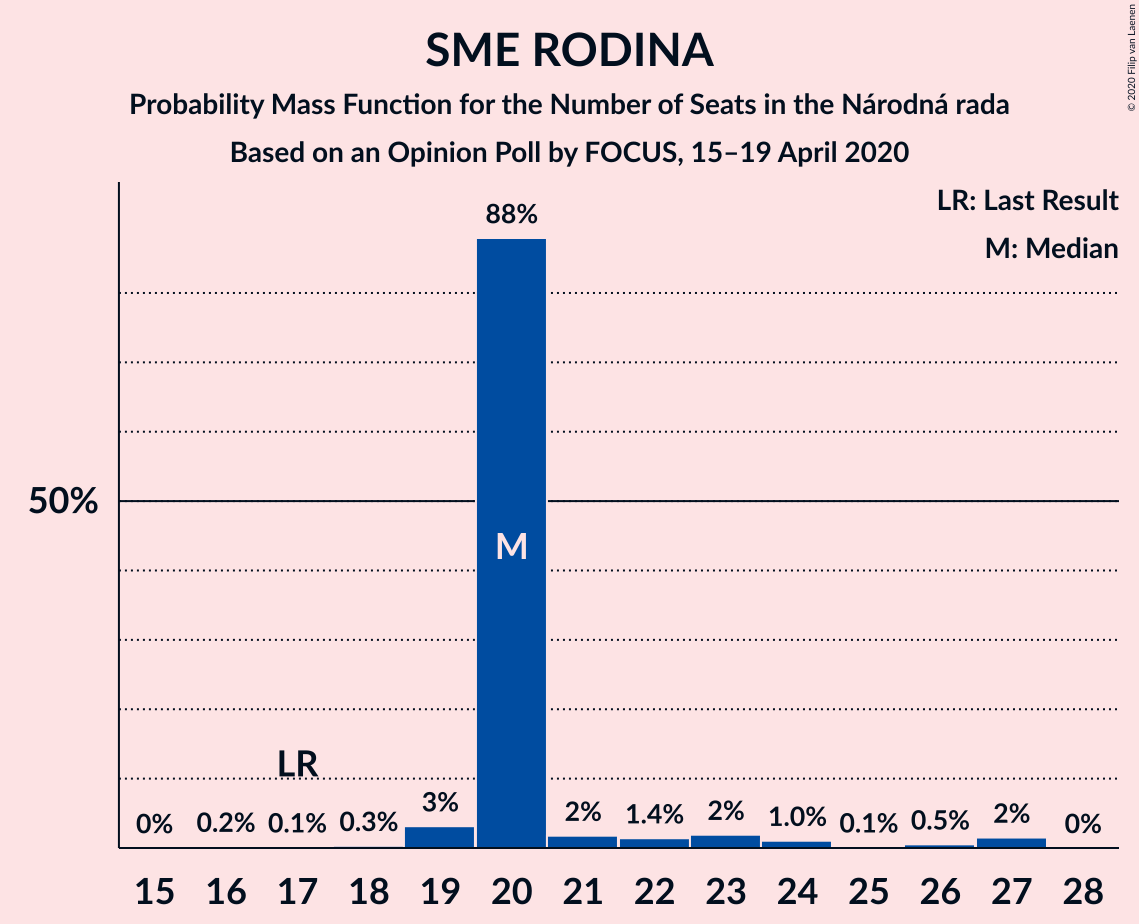 SME RODINA
Probability Mass Function for the Number of Seats in the Národná rada
Based on an Opinion Poll by FOCUS, 15–19 April 2020
© 2020 Filip van Laenen
LR: Last Result
M: Median
88%
50%
M
LR
0% 0.2% 0.1% 0.3% 3% 2% 1.4% 2% 1.0% 0.1% 0.5% 2% 0%
15 16 17 18 19 20 21 22 23 24 25 26 27 28